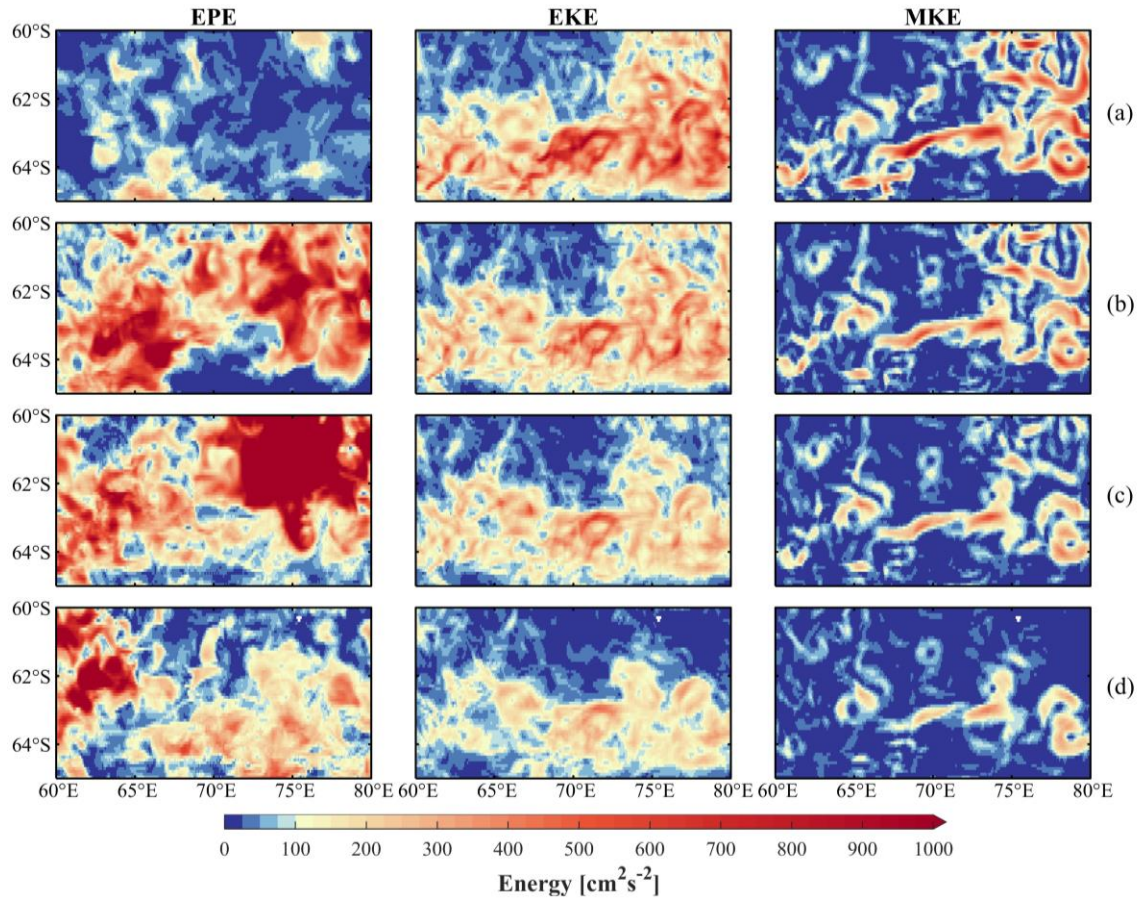 EPE EKE MKE
60°S
62°S
64°S
(a)
60°S
62°S
64°S
(b)
60°S
62°S
64°S
(c)
60°S
62°S
64°S
(d)
60°E 65°E 70°E 75°E 80°E 60°E 65°E 70°E 75°E 80°E 60°E 65°E 70°E 75°E 80°E
0 100 200 300 400 500 600 700 800 900 1000
Energy [cm²s⁻²]